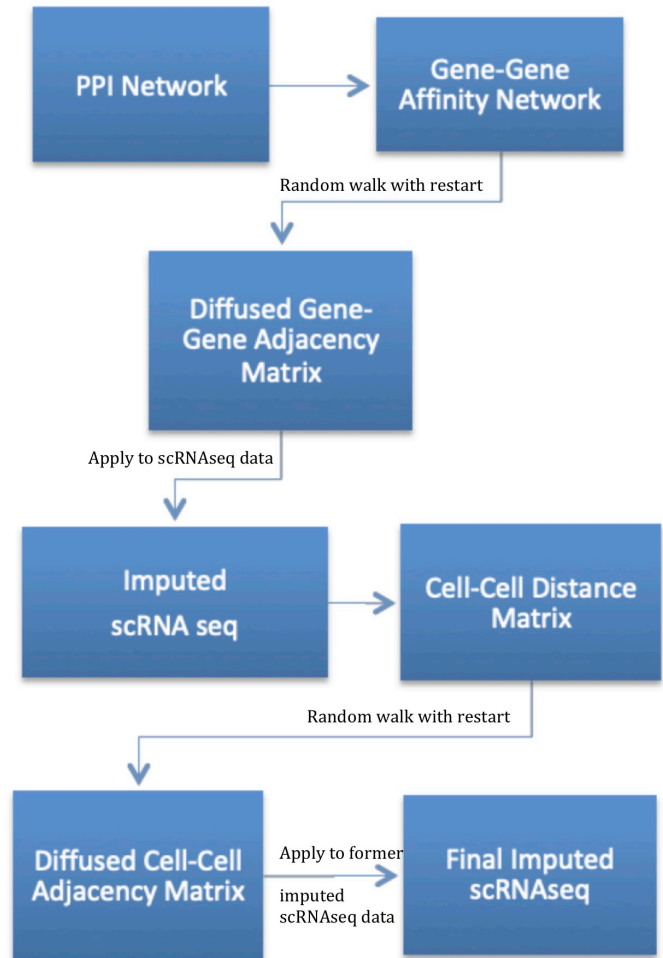 PPI Network
Gene-Gene
Affinity Network
Random walk with restart
Diffused Gene-
Gene Adjacency
Matrix
Apply to scRNAseq data
Imputed
scRNA seq
Cell-Cell Distance
Matrix
Random walk with restart
Diffused Cell-Cell
Adjacency Matrix
Apply to former
imputed
scRNAseq data
Final Imputed
scRNAseq